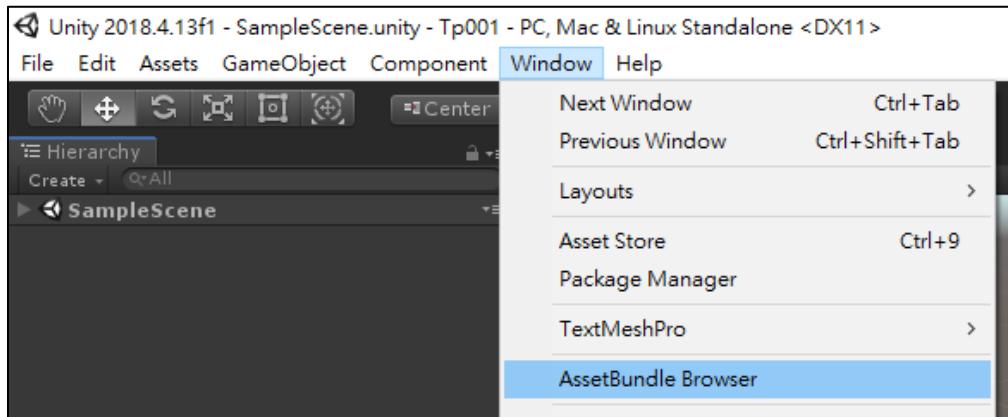 Unity 2018.4.13f1 - SampleScene.unity - Tp001 - PC, Mac & Linux Standalone <DX11>
File Edit Assets GameObject Component Window Help
Center
Hierarchy
Create All
SampleScene
Next Window Ctrl+Tab
Previous Window Ctrl+Shift+Tab
Layouts
Asset Store Ctrl+9
Package Manager
TextMeshPro
AssetBundle Browser